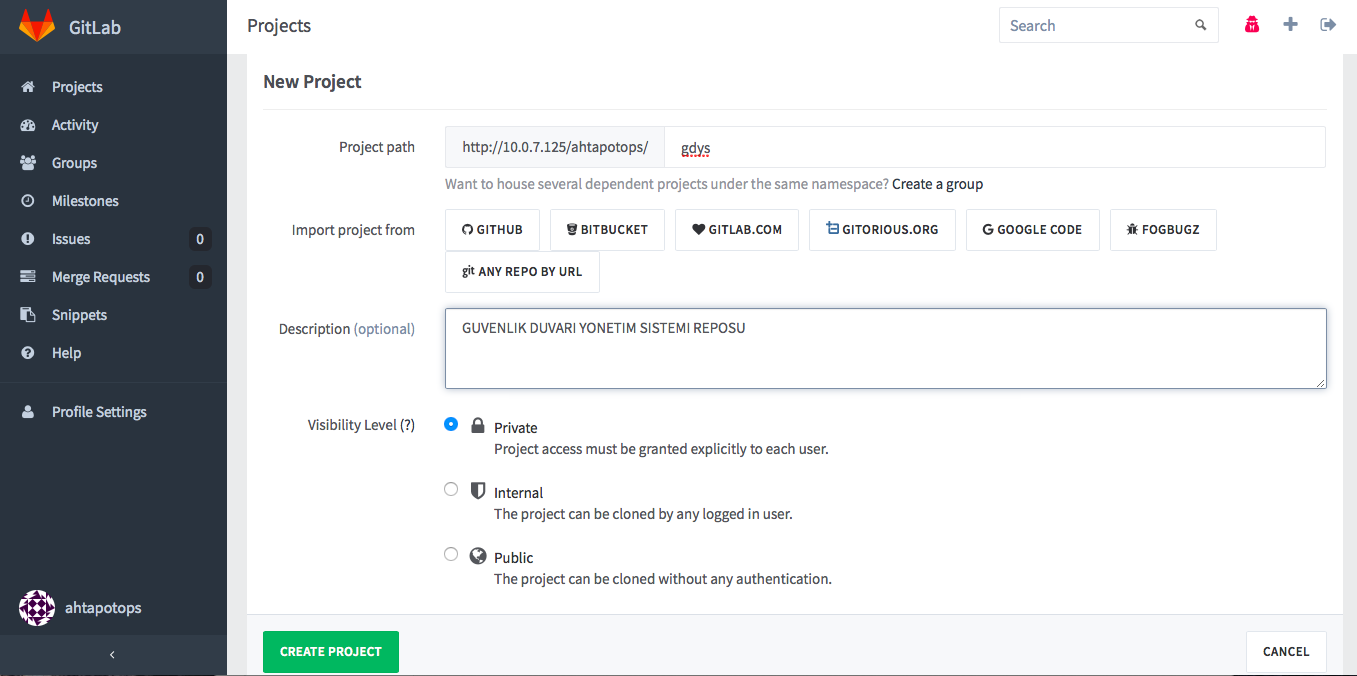 GitLab
Projects
Search
Projects
Activity
Groups
Milestones
Issues 0
Merge Requests 0
Snippets
Help
Profile Settings
ahtapotops
New Project
Project path http://10.0.7.125/ahtapotops/ gdys
Want to house several dependent projects under the same namespace? Create a group
Import project from GITHUB BITBUCKET GITLAB.COM GITORIOUS.ORG GOOGLE CODE FOGBUGZ
git ANY REPO BY URL
Description (optional) GUVENLIK DUVARI YONETIM SISTEMI REPOSU
Visibility Level (?) Private
Project access must be granted explicitly to each user.
Internal
The project can be cloned by any logged in user.
Public
The project can be cloned without any authentication.
CREATE PROJECT CANCEL